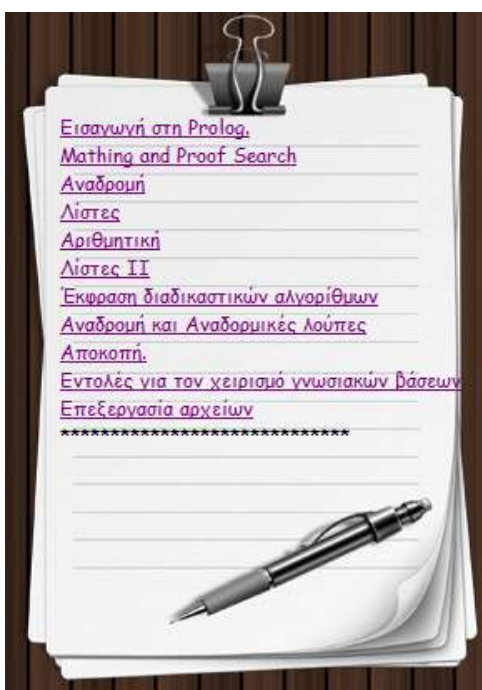 Εισαγωγή στη Prolog.
Mathing and Proof Search
Αναδρομή
Λίστες
Αριθμητική
Λίστες ΙΙ
Έκφραση διαδικαστικών αλγορίθμων
Αναδρομή και Αναδορμικές λούπες
Αποκοπή.
Εντολές για τον χειρισμό γνωσιακών βάσεων
Επεξεργασία αρχείων
*****************************